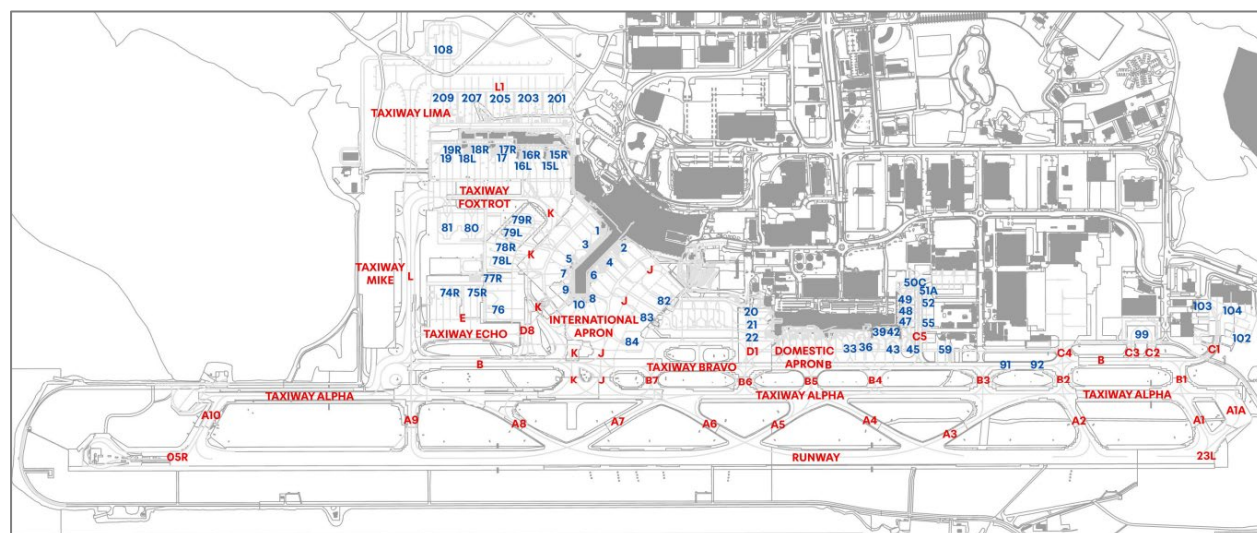 108
L1
209 207 205 203 201
TAXIWAY LIMA
19R 18R 17R 16R 15R
19 18L 17 16L 15L
TAXIWAY
FOXTROT
K
79R
81 80 79L
1
2
3
78R K
4
5
78L
6
7
J
TAXIWAY
MIKE
L
77R
74R 75R
9
10 8
J
82
76
K
83
E
D8
TAXIWAY ECHO
INTERNATIONAL
APRON
84
50C
51A
49 52
48
47 55
20
21
22
39 42
C5
33 36 43 45 59
D1
DOMESTIC
APRON B
103 104
102
99
C4 C3 C2 C1
B
91 92
B
K J
TAXIWAY BRAVO
K J B7 B6 B5 B4 B3 B2 B1
TAXIWAY ALPHA
TAXIWAY ALPHA
TAXIWAY ALPHA
A10 A9 A8 A7 A6 A5 A4 A3 A2 A1 A1A
05R
RUNWAY
23L